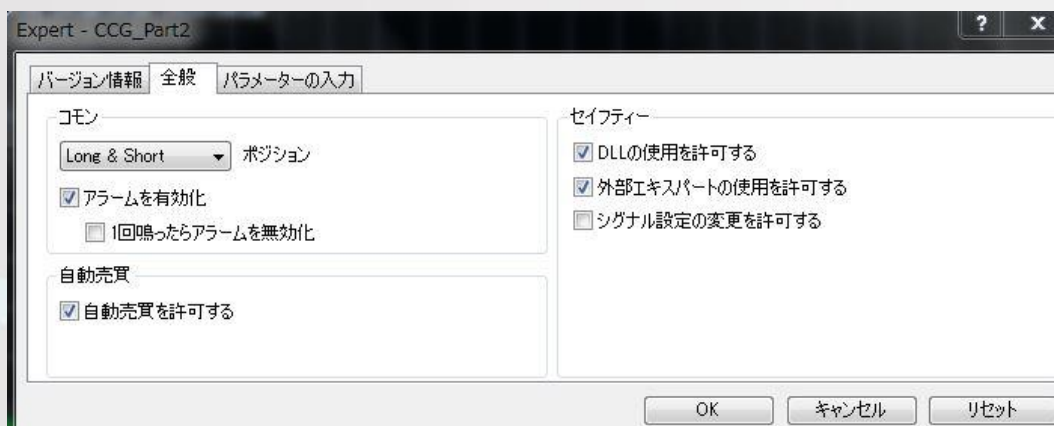 Expert - CCG_Part2
バージョン情報 全般 パラメーターの入力
コモン
Long & Short ポジション
アラームを有効化
1回鳴ったらアラームを無効化
自動売買
自動売買を許可する
セイフティー
DLLの使用を許可する
外部エキスパートの使用を許可する
シグナル設定の変更を許可する
OK キャンセル リセット